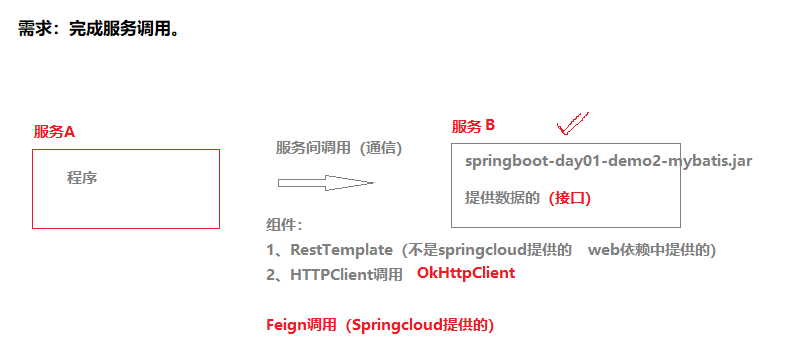 需求：完成服务调用。
服务A
程序
服务间调用（通信）
服务 B
springboot-day01-demo2-mybatis.jar
提供数据的（接口）
组件：
1、RestTemplate（不是springcloud提供的 web依赖中提供的）
2、HTTPClient调用 OkHttpClient
Feign调用（Springcloud提供的）